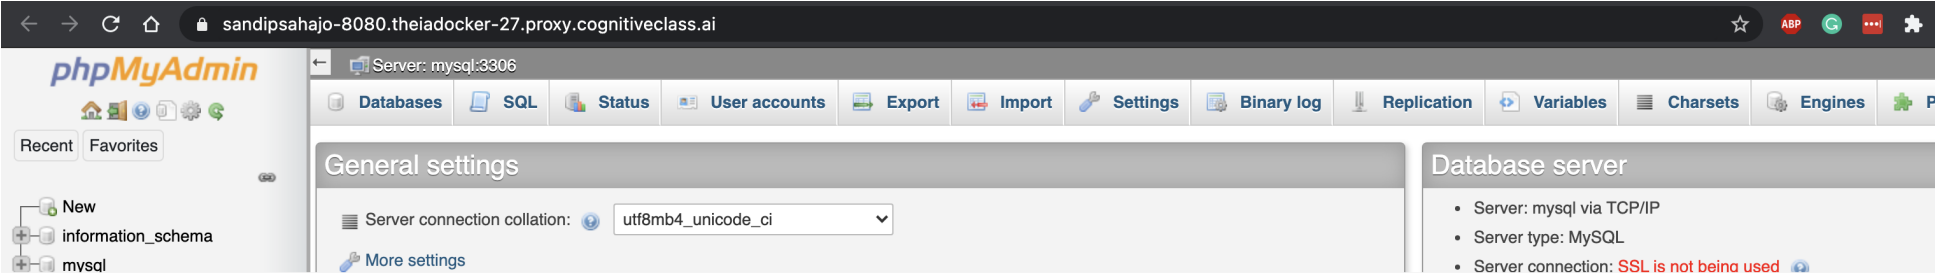 sandipsahajo-8080.theiadocker-27.proxy.cognitiveclass.ai
ABP
phpMyAdmin
Server: mysql:3306
Databases SQL Status User accounts Export Import Settings Binary log Replication Variables Charsets Engines P
Recent Favorites
General settings
Database server
New
information_schema
mysql
Server connection collation: utf8mb4_unicode_ci
More settings
Server: mysql via TCP/IP
Server type: MySQL
Server connection: SSL is not being used